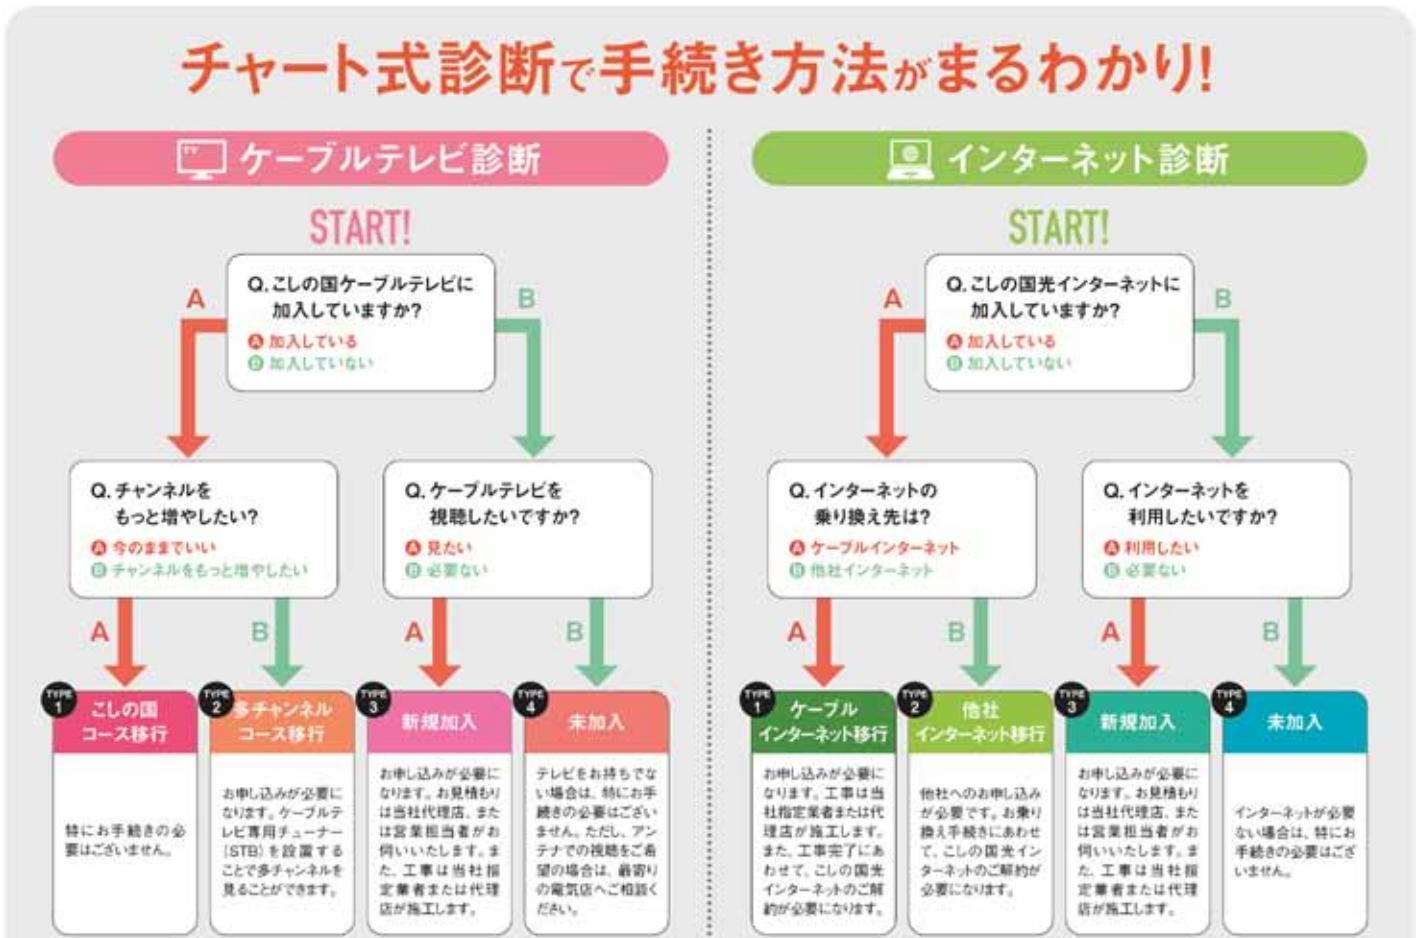 チャート式診断で手続き方法がまるわかり!
TV
ケーブルテレビ診断
START!
Q.こしの国ケーブルテレビに
加入していますか?
A 加入している
B 加入していない
A
B
Q.チャンネルを
もっと増やしたい?
A 今のままでいい
B チャンネルをもっと増やしたい
Q.ケーブルテレビを
視聴したいですか?
A 見たい
B 必要ない
A
B
A
B
TYPE
1
こしの国
コース移行
特にお手続きの必
要はございません。
TYPE
2
多チャンネル
コース移行
お申し込みが必要に
なります。ケーブルテ
レビ専用チューナー
(STB)を設置する
ことで多チャンネルを
見ることができます。
TYPE
3
新規加入
お申し込みが必要に
なります。お見積もり
は当社代理店、また
は営業担当者がお
伺いいたします。ま
た、工事は当社指
定業者または代理
店が施工します。
TYPE
4
未加入
テレビをお持ちでな
い場合は、特にお手
続きの必要はござい
ません。ただし、アン
テナでの視聴をご希
望の場合は、最寄り
の電気店へご相談く
ださい。
インターネット診断
START!
Q.こしの国光インターネットに
加入していますか?
A 加入している
B 加入していない
A
B
Q.インターネットの
乗り換え先は?
A ケーブルインターネット
B 他社インターネット
Q.インターネットを
利用したいですか?
A 利用したい
B 必要ない
A
B
A
B
TYPE
1
ケーブル
インターネット移行
お申し込みが必要に
なります。工事は当
社指定業者または代
理店が施工します。
また、工事完了にあ
わせて、こしの国光
インターネットのご解
約が必要になります。
TYPE
2
他社
インターネット移行
他社へのお申し込み
が必要です。お乗り
換え手続きにあわせ
て、こしの国光イン
ターネットのご解約が
必要になります。
TYPE
3
新規加入
お申し込みが必要に
なります。お見積もり
は当社代理店、また
は営業担当者がお
伺いいたします。ま
た、工事は当社指
定業者または代理
店が施工します。
TYPE
4
未加入
インターネットが必要
ない場合は、特にお
手続きの必要はござ
いません。